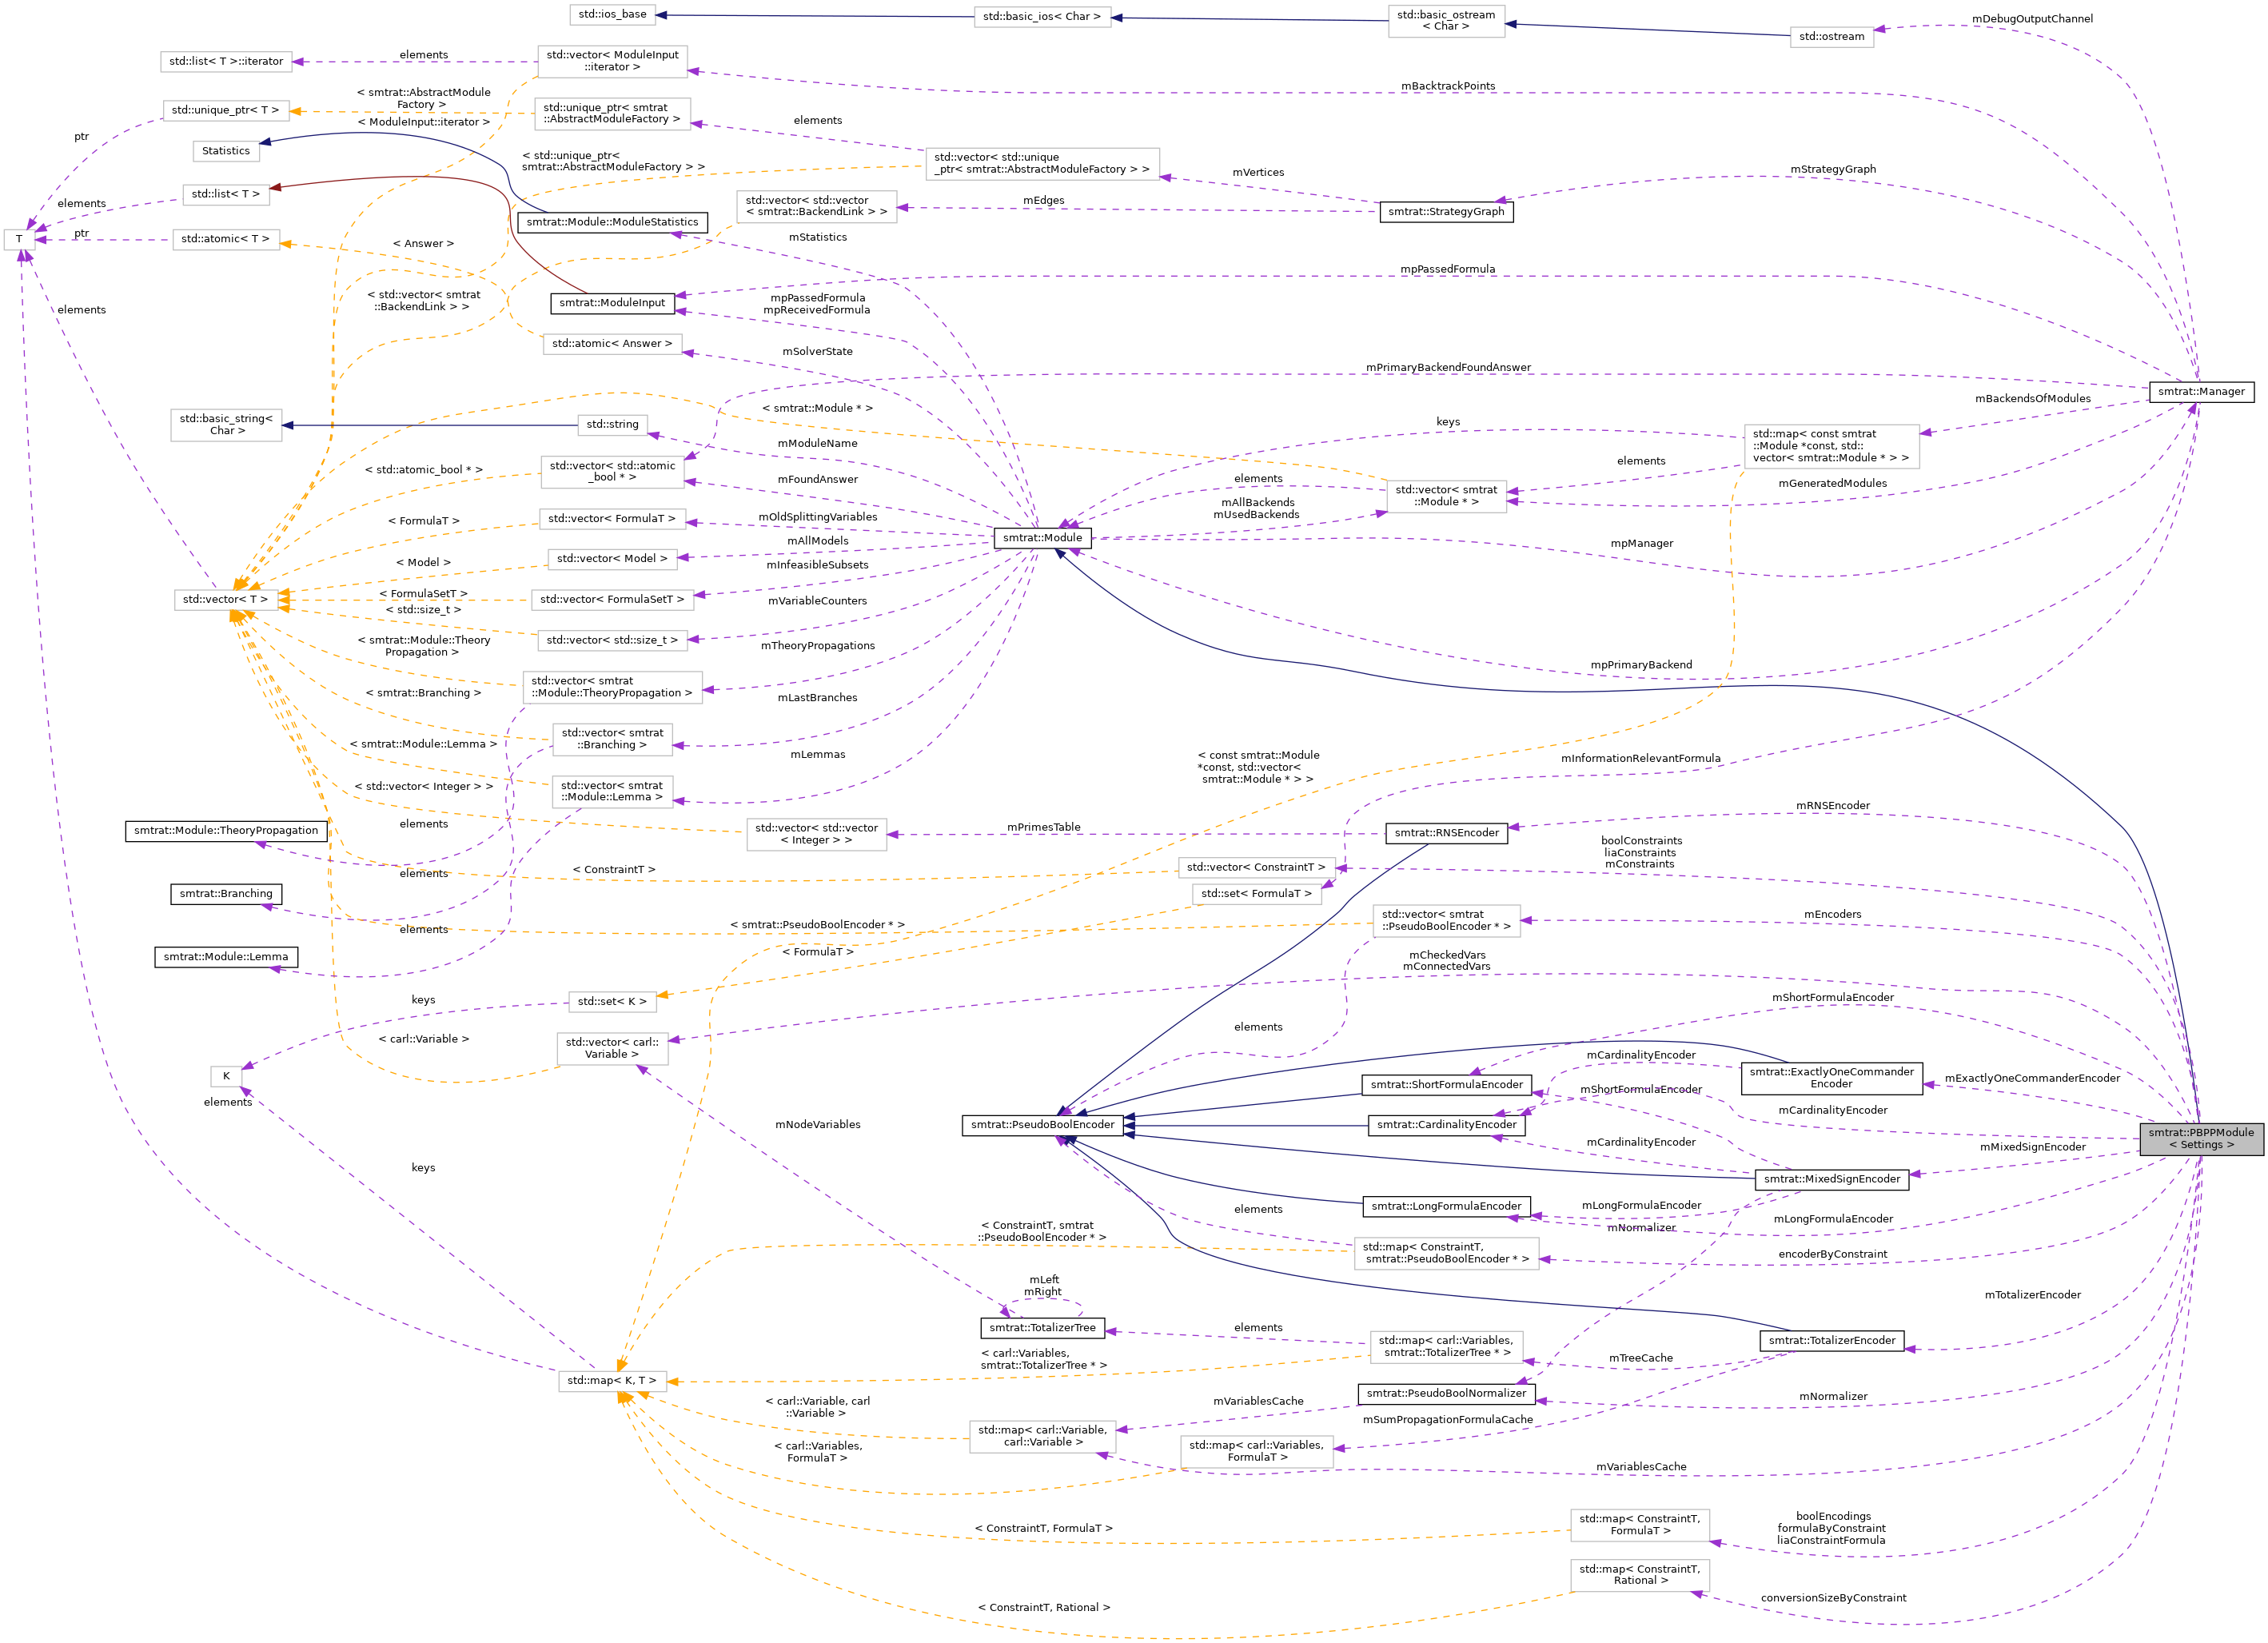 std::ios_base
std::basic_ios< Char >
std::basic_ostream
< Char >
std::ostream
mDebugOutputChannel
std::list< T >::iterator
elements
std::vector< ModuleInput
::iterator >
mBacktrackPoints
std::unique_ptr< T >
< smtrat::AbstractModule
Factory >
std::unique_ptr< smtrat
::AbstractModuleFactory >
elements
< ModuleInput::iterator >
ptr
Statistics
< std::unique_ptr<
smtrat::AbstractModuleFactory > >
std::vector< std::unique
_ptr< smtrat::AbstractModuleFactory > >
mVertices
mStrategyGraph
std::list< T >
elements
std::vector< std::vector
< smtrat::BackendLink > >
mEdges
smtrat::StrategyGraph
smtrat::Module::ModuleStatistics
T
ptr
std::atomic< T >
< Answer >
mStatistics
mpPassedFormula
< std::vector< smtrat
::BackendLink > >
smtrat::ModuleInput
mpPassedFormula
mpReceivedFormula
elements
std::atomic< Answer >
mSolverState
mPrimaryBackendFoundAnswer
smtrat::Manager
mBackendsOfModules
std::basic_string<
Char >
std::string
< smtrat::Module * >
mModuleName
keys
std::map< const smtrat
::Module *const, std::
vector< smtrat::Module * > >
elements
< std::atomic_bool * >
std::vector< std::atomic
_bool * >
mFoundAnswer
elements
std::vector< smtrat
::Module * >
mGeneratedModules
mAllBackends
mUsedBackends
< FormulaT >
std::vector< FormulaT >
mOldSplittingVariables
smtrat::Module
mpManager
mAllModels
< Model >
std::vector< Model >
mInfeasibleSubsets
std::vector< T >
< FormulaSetT >
std::vector< FormulaSetT >
mVariableCounters
< std::size_t >
std::vector< std::size_t >
mTheoryPropagations
< smtrat::Module::Theory
Propagation >
mpPrimaryBackend
std::vector< smtrat
::Module::TheoryPropagation >
< smtrat::Branching >
mLastBranches
std::vector< smtrat
::Branching >
< smtrat::Module::Lemma >
mLemmas
< const smtrat::Module
*const, std::vector<
smtrat::Module * > >
mInformationRelevantFormula
< std::vector< Integer > >
std::vector< smtrat
::Module::Lemma >
mRNSEncoder
smtrat::Module::TheoryPropagation
elements
std::vector< std::vector
< Integer > >
mPrimesTable
smtrat::RNSEncoder
boolConstraints
liaConstraints
mConstraints
< ConstraintT >
std::vector< ConstraintT >
elements
smtrat::Branching
std::set< FormulaT >
< smtrat::PseudoBoolEncoder * >
std::vector< smtrat
::PseudoBoolEncoder * >
mEncoders
elements
smtrat::Module::Lemma
< FormulaT >
mCheckedVars
mConnectedVars
keys
std::set< K >
mShortFormulaEncoder
elements
< carl::Variable >
std::vector< carl::
Variable >
mCardinalityEncoder
K
smtrat::ShortFormulaEncoder
smtrat::ExactlyOneCommander
Encoder
mExactlyOneCommanderEncoder
mShortFormulaEncoder
elements
mNodeVariables
smtrat::PseudoBoolEncoder
smtrat::CardinalityEncoder
mCardinalityEncoder
smtrat::PBPPModule
< Settings >
mCardinalityEncoder
mMixedSignEncoder
keys
smtrat::MixedSignEncoder
smtrat::LongFormulaEncoder
mLongFormulaEncoder
elements
mLongFormulaEncoder
mNormalizer
< ConstraintT, smtrat
::PseudoBoolEncoder * >
std::map< ConstraintT,
smtrat::PseudoBoolEncoder * >
encoderByConstraint
mLeft
mRight
mTotalizerEncoder
smtrat::TotalizerTree
elements
std::map< carl::Variables,
smtrat::TotalizerTree * >
smtrat::TotalizerEncoder
< carl::Variables,
smtrat::TotalizerTree * >
mTreeCache
std::map< K, T >
smtrat::PseudoBoolNormalizer
mNormalizer
< carl::Variable, carl
::Variable >
mVariablesCache
mSumPropagationFormulaCache
std::map< carl::Variable,
carl::Variable >
< carl::Variables,
FormulaT >
std::map< carl::Variables,
FormulaT >
mVariablesCache
< ConstraintT, FormulaT >
std::map< ConstraintT,
FormulaT >
boolEncodings
formulaByConstraint
liaConstraintFormula
std::map< ConstraintT,
Rational >
< ConstraintT, Rational >
conversionSizeByConstraint